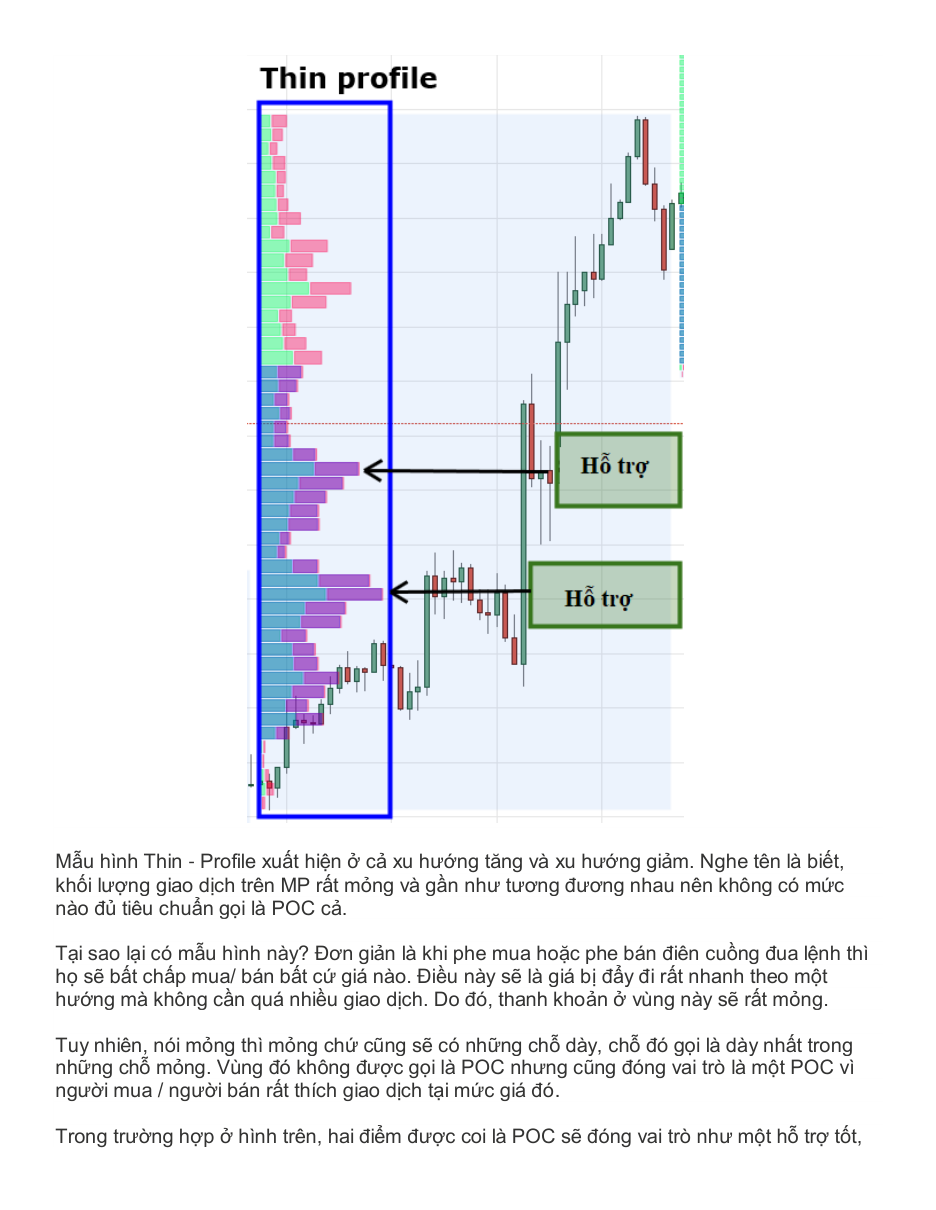 Thin profile
Hỗ trợ
Hỗ trợ
Mẫu hình Thin - Profile xuất hiện ở cả xu hướng tăng và xu hướng giảm. Nghe tên là biết,
khối lượng giao dịch trên MP rất mỏng và gần như tương đương nhau nên không có mức
nào đủ tiêu chuẩn gọi là POC cả.
Tại sao lại có mẫu hình này? Đơn giản là khi phe mua hoặc phe bán điên cuồng đua lệnh thì
họ sẽ bất chấp mua/ bán bất cứ giá nào. Điều này sẽ là giá bị đẩy đi rất nhanh theo một
hướng mà không cần quá nhiều giao dịch. Do đó, thanh khoản ở vùng này sẽ rất mỏng.
Tuy nhiên, nói mỏng thì mỏng chứ cũng sẽ có những chỗ dày, chỗ đó gọi là dày nhất trong
những chỗ mỏng. Vùng đó không được gọi là POC nhưng cũng đóng vai trò là một POC vì
người mua / người bán rất thích giao dịch tại mức giá đó.
Trong trường hợp ở hình trên, hai điểm được coi là POC sẽ đóng vai trò như một hỗ trợ tốt,